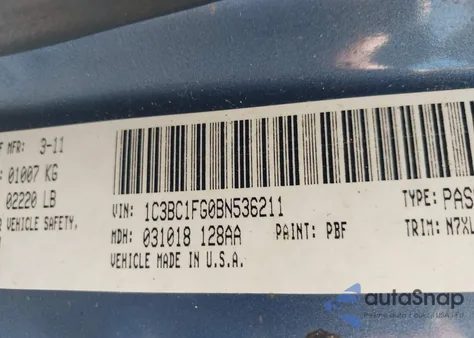 F MFR: 3-11
: 01007 KG
: 02220 LB
R VEHICLE SAFETY,
VIN: 1C3BC1FG0BN536211
TYPE: PAS
MDH: 031018 128AA PAINT: PBF TRIM: N7XL
VEHICLE MADE IN U.S.A.
autoSnap